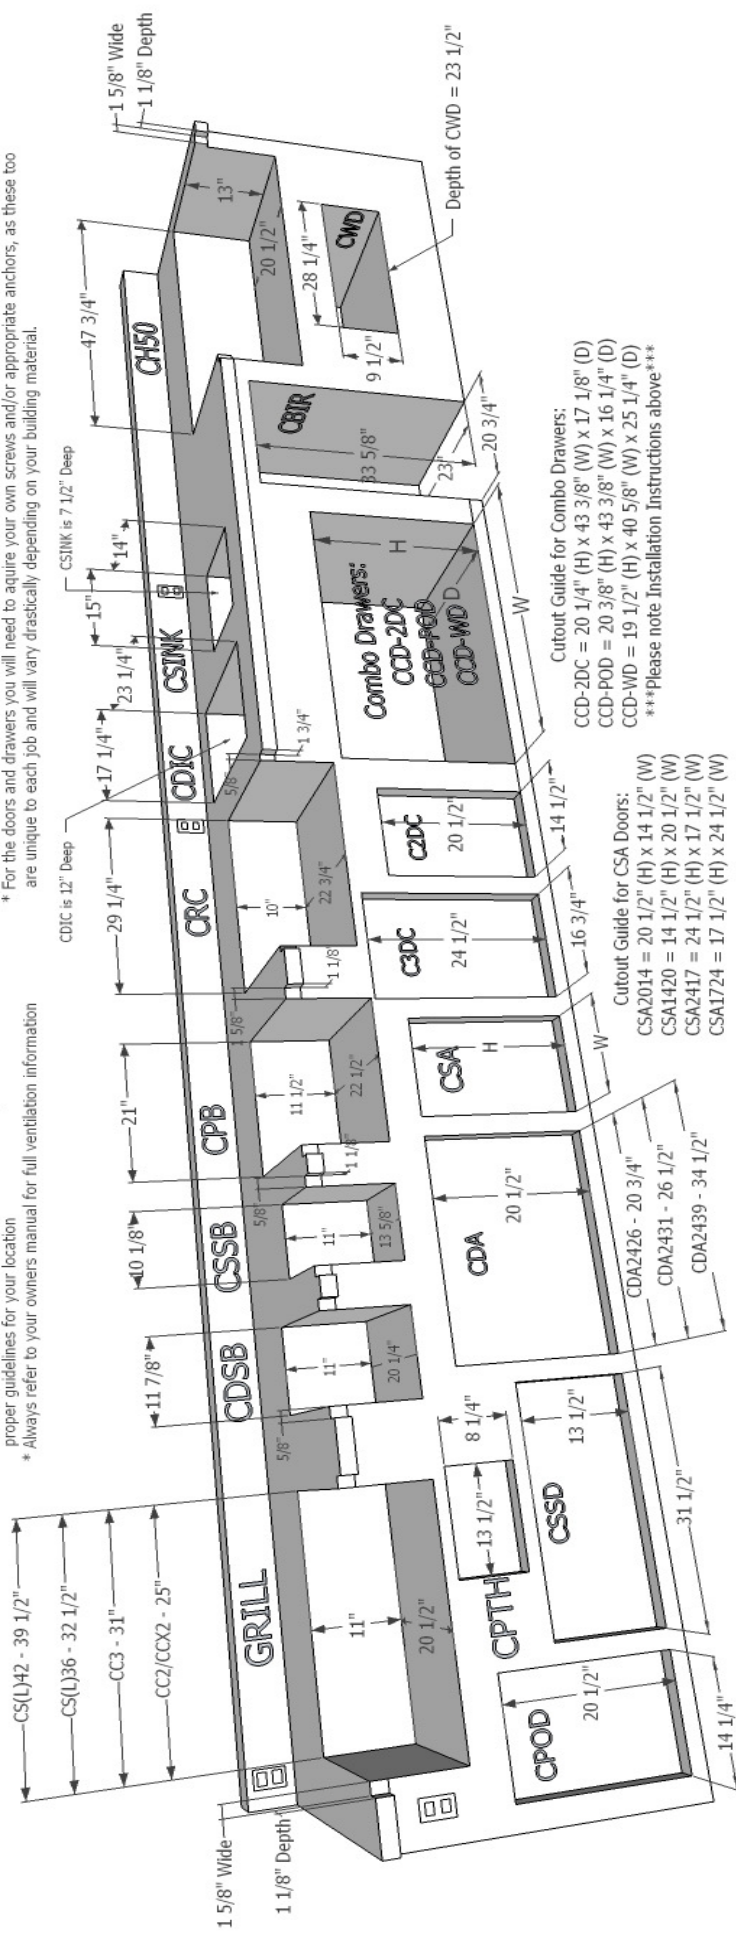 proper guidelines for your location
* Always refer to your owners manual for full ventilation information
* For the doors and drawers you will need to aquire your own screws and/or appropriate anchors, as these too
are unique to each job and will vary drastically depending on your building material.
CS(L)42 - 39 1/2"
CS(L)36 - 32 1/2"
CC3 - 31"
CC2/CCX2 - 25"
1 5/8" Wide
1 1/8" Depth
GRILL
11"
20 1/2"
11 7/8"
CDSB
5/8"
11"
20 1/4"
10 1/8"
CSSB
11"
13 5/8"
21"
CPB
5/8"
1 1/8"
11 1/2"
22 1/2"
29 1/4"
CRC
5/8"
1 1/8"
10"
22 3/4"
CDIC is 12" Deep
17 1/4"
CDIC
23 1/4"
5/8"
1 3/4"
CSINK is 7 1/2" Deep
15"
CSINK
14"
47 3/4"
CH50
13"
20 1/2"
1 5/8" Wide
1 1/8" Depth
CPOD
20 1/2"
14 1/4"
CPTH
13 1/2"
8 1/4"
CSSD
13 1/2"
31 1/2"
CDA
20 1/2"
CDA2426 - 20 3/4"
CDA2431 - 26 1/2"
CDA2439 - 34 1/2"
CSA
H
W
C3DC
24 1/2"
16 3/4"
C2DC
20 1/2"
14 1/2"
Combo Drawers:
CCD-2DC
CCD-POD
CCD-WD
H
D
W
CBIR
33 5/8"
23"
20 3/4"
28 1/4"
CWD
9 1/2"
Depth of CWD = 23 1/2"
Cutout Guide for CSA Doors:
CSA2014 = 20 1/2" (H) x 14 1/2" (W)
CSA1420 = 14 1/2" (H) x 20 1/2" (W)
CSA2417 = 24 1/2" (H) x 17 1/2" (W)
CSA1724 = 17 1/2" (H) x 24 1/2" (W)
Cutout Guide for Combo Drawers:
CCD-2DC = 20 1/4" (H) x 43 3/8" (W) x 17 1/8" (D)
CCD-POD = 20 3/8" (H) x 43 3/8" (W) x 16 1/4" (D)
CCD-WD = 19 1/2" (H) x 40 5/8" (W) x 25 1/4" (D)
***Please note Installation Instructions above***